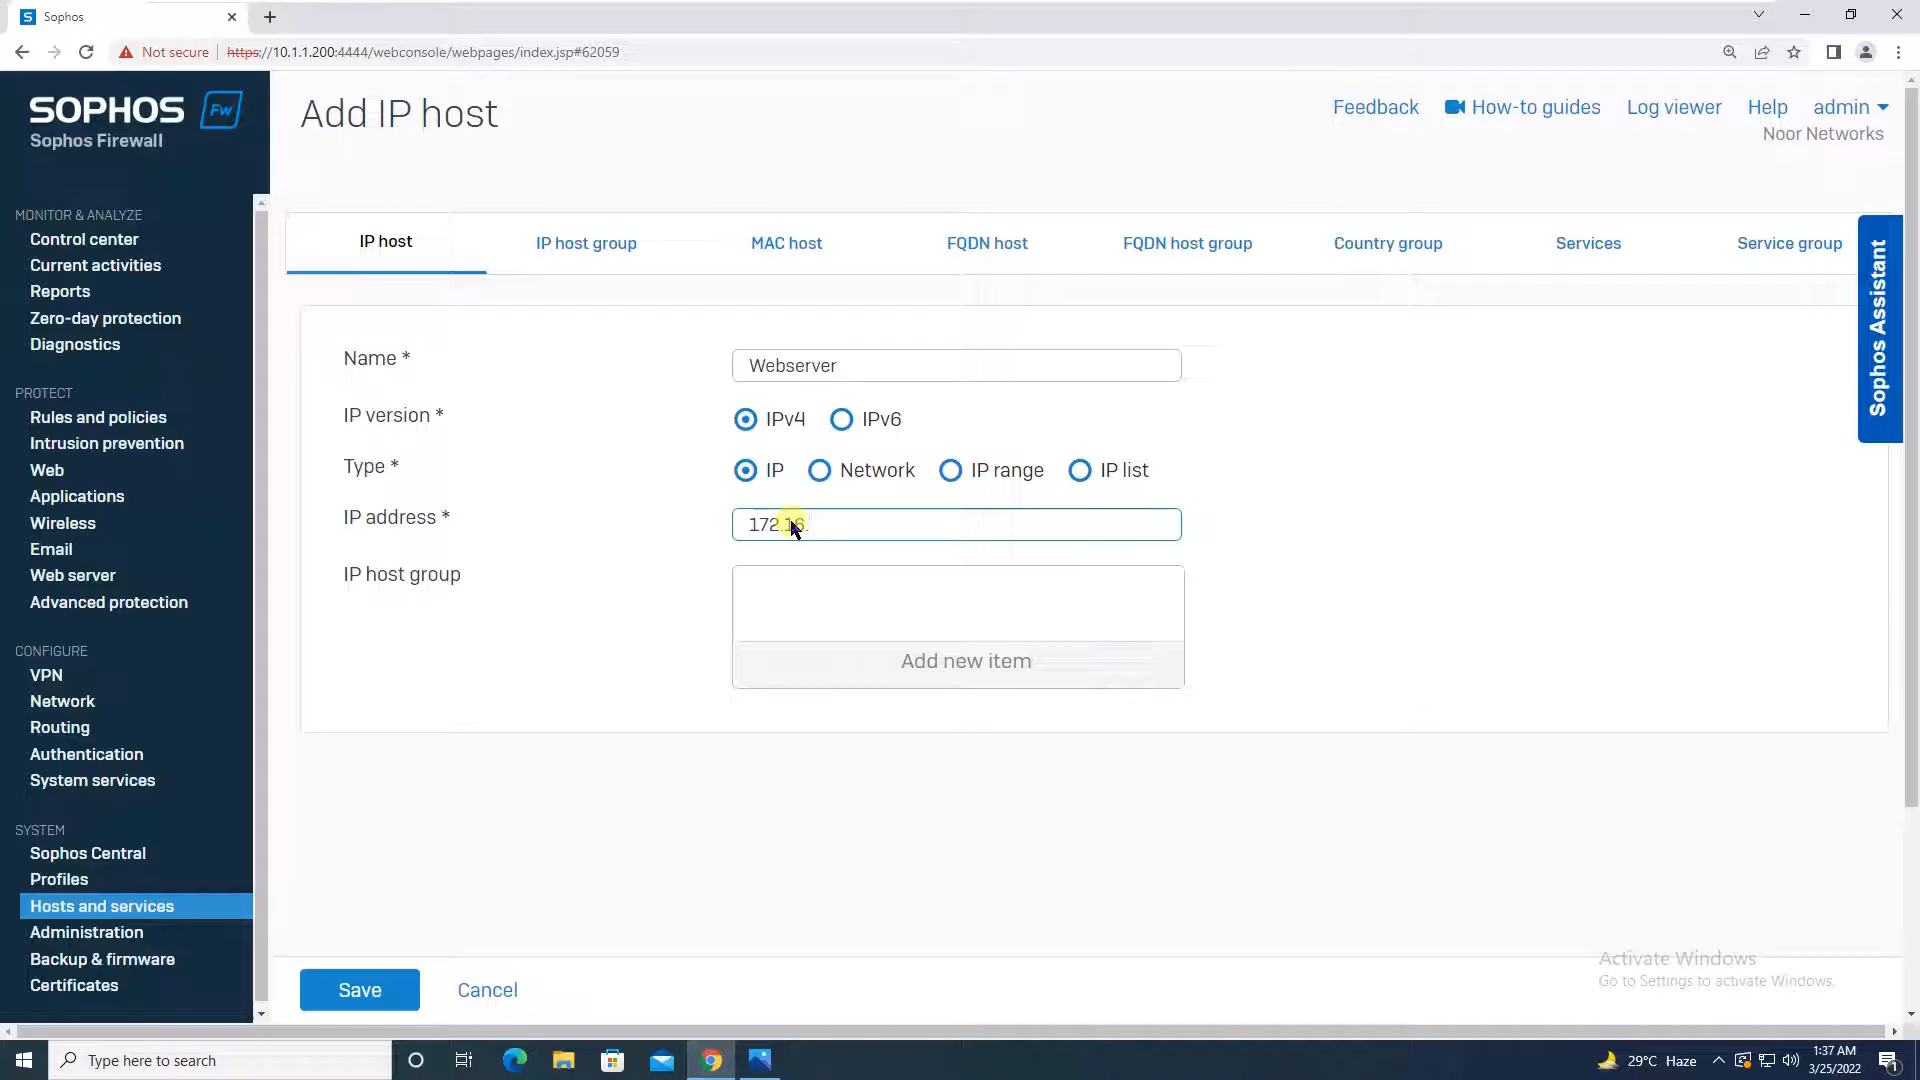 Sophos
Not secure
https://10.1.1.200:4444/webconsole/webpages/index.jsp#62059
SOPHOS
FW
Sophos Firewall
MONITOR & ANALYZE
Control center
Current activities
Reports
Zero-day protection
Diagnostics
PROTECT
Rules and policies
Intrusion prevention
Web
Applications
Wireless
Email
Web server
Advanced protection
CONFIGURE
VPN
Network
Routing
Authentication
System services
SYSTEM
Sophos Central
Profiles
Hosts and services
Administration
Backup & firmware
Certificates
Add IP host
Feedback How-to guides Log viewer Help admin
Noor Networks
IP host IP host group MAC host FQDN host FQDN host group Country group Services Service group
Sophos Assistant
Name * Webserver
IP version * IPv4 IPv6
Type * IP Network IP range IP list
IP address * 172.16.
IP host group
Add new item
Save Cancel
Activate Windows
Go to Settings to activate Windows.
Type here to search
29°C Haze
1:37 AM
3/25/2022
1